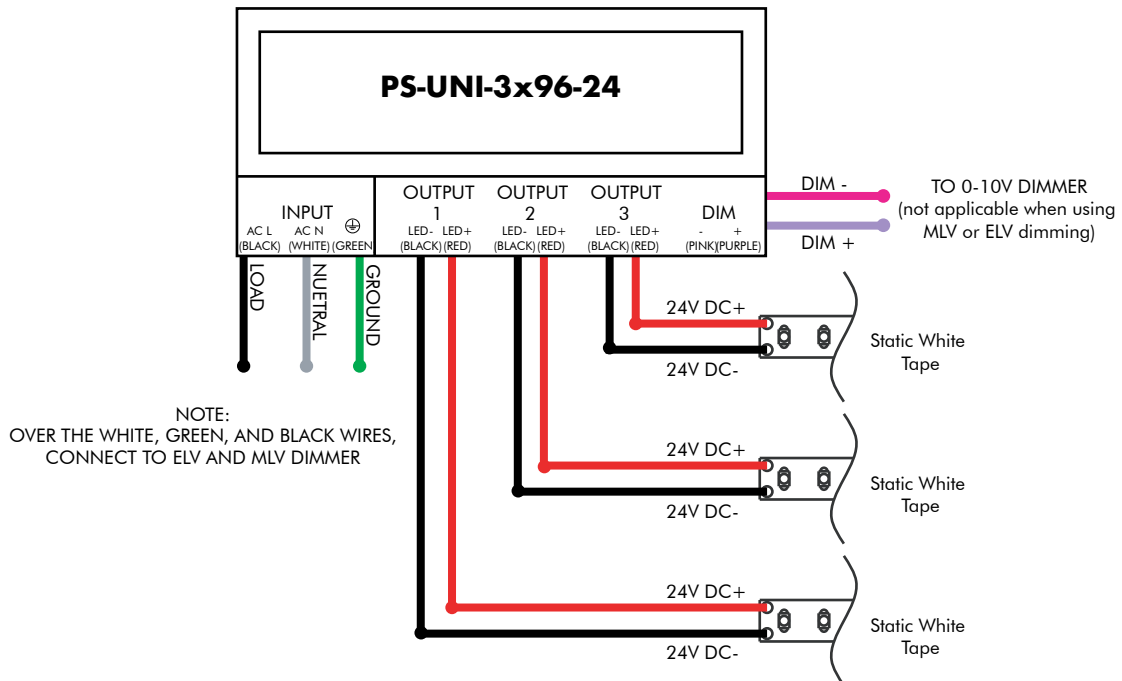 PS-UNI-3x96-24
INPUT
AC L
(BLACK)
AC N
(WHITE)
(GREEN
OUTPUT
1
LED- LED+
(BLACK) (RED)
OUTPUT
2
LED- LED+
(BLACK) (RED)
OUTPUT
3
LED- LED+
(BLACK) (RED)
DIM
- +
(PINK)(PURPLE)
DIM -
DIM +
TO 0-10V DIMMER
(not applicable when using
MLV or ELV dimming)
LOAD
NUETRAL
GROUND
NOTE:
OVER THE WHITE, GREEN, AND BLACK WIRES,
CONNECT TO ELV AND MLV DIMMER
24V DC+
24V DC-
Static White
Tape
24V DC+
24V DC-
Static White
Tape
24V DC+
24V DC-
Static White
Tape